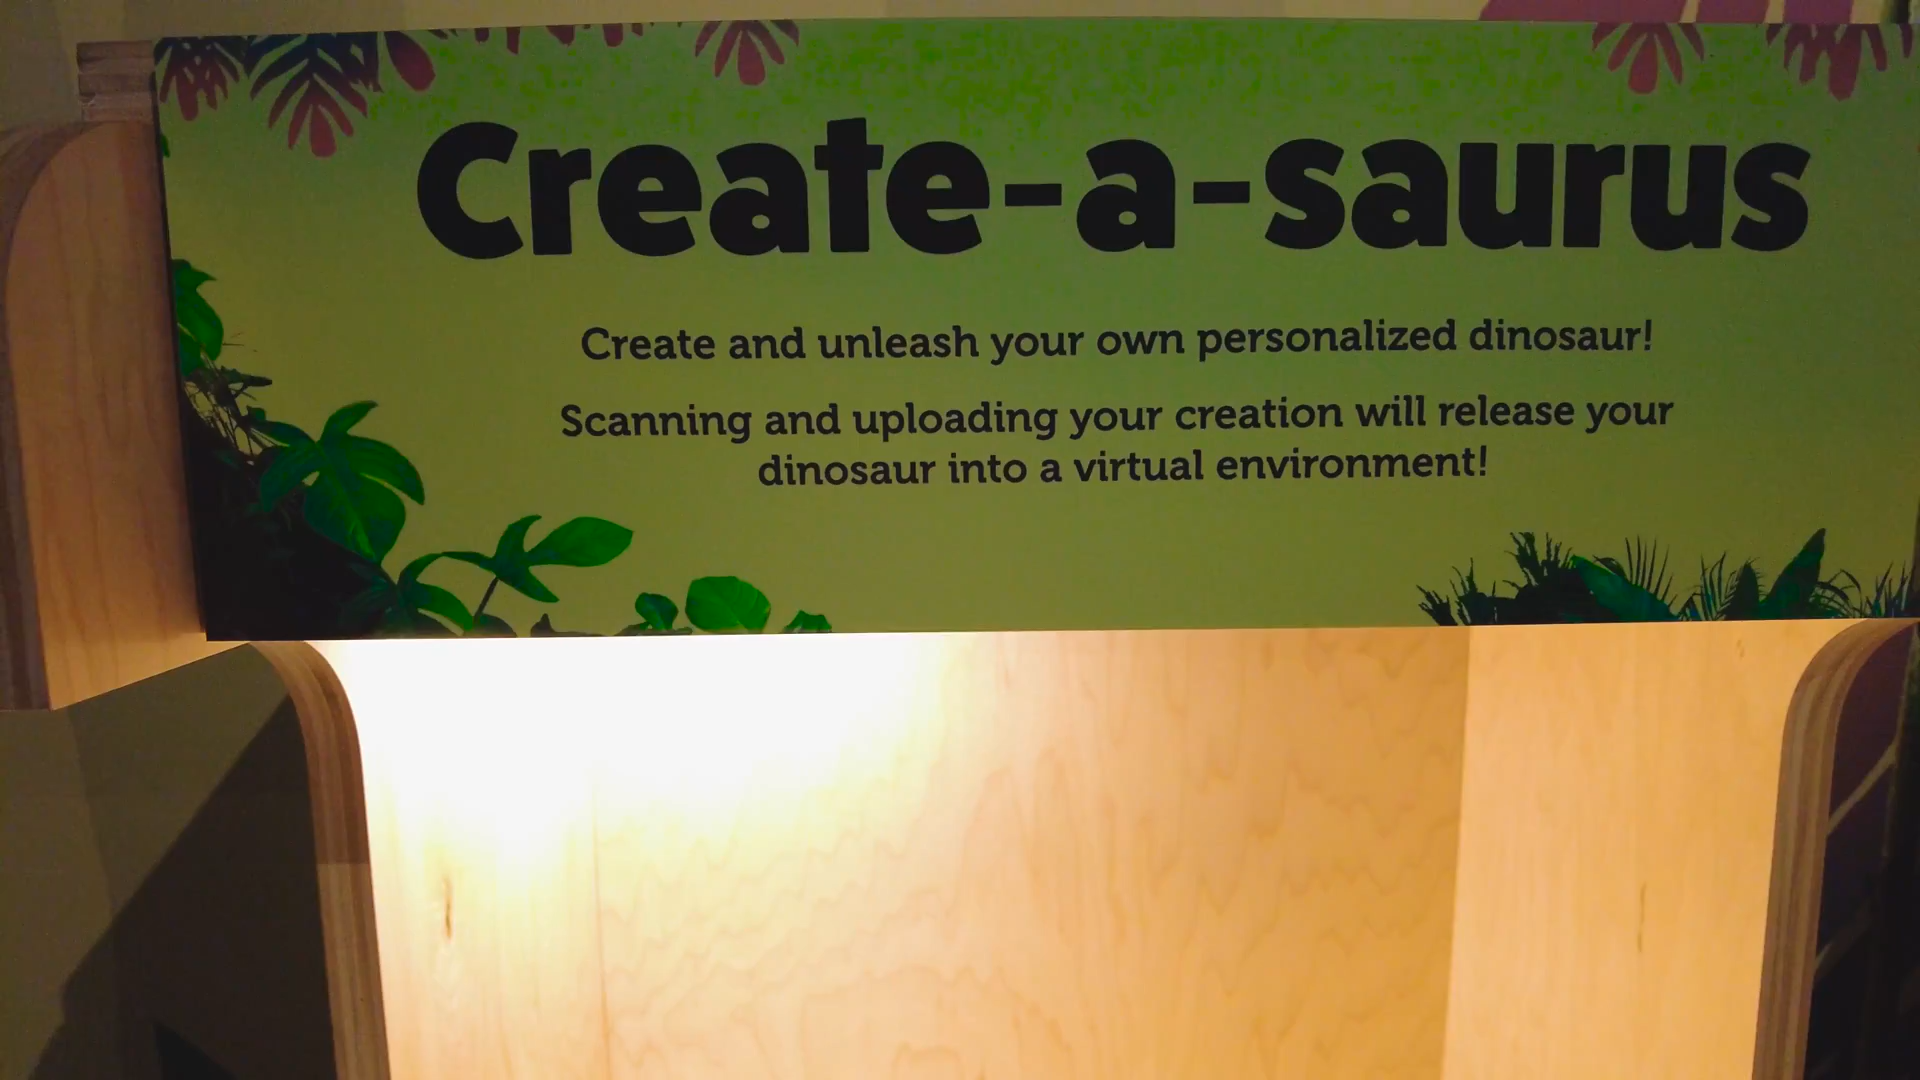 Create-a-saurus
Create and unleash your own personalized dinosaur!
Scanning and uploading your creation will release your
dinosaur into a virtual environment!